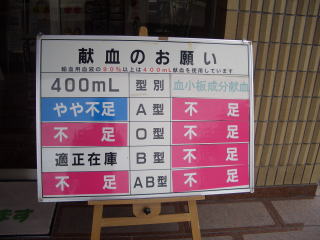 献血のお願い
輸血用血液の90%以上は400mL献血を使用しています
400mL 型別 血小板成分献血
やや不足 A型 不足
不足 O型 不足
適正在庫 B型 不足
不足 AB型 不足
ます